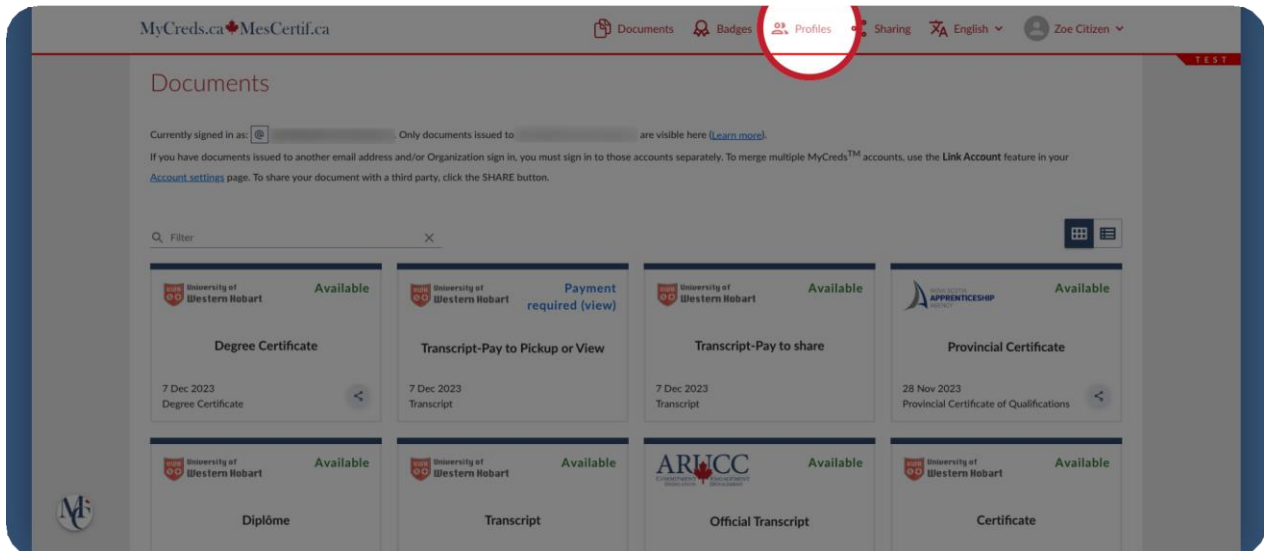 MyCreds.ca MesCertif.ca
Documents
Badges
Profiles
Sharing
English
Zoe Citizen
TEST
Documents
Currently signed in as: @ . Only documents issued to are visible here (Learn more).
If you have documents issued to another email address and/or Organization sign in, you must sign in to those accounts separately. To merge multiple MyCreds™ accounts, use the Link Account feature in your
Account settings page. To share your document with a third party, click the SHARE button.
Filter
University of
Western Hobart
Available
Degree Certificate
7 Dec 2023
Degree Certificate
University of
Western Hobart
Payment
required (view)
Transcript-Pay to Pickup or View
7 Dec 2023
Transcript
University of
Western Hobart
Available
Transcript-Pay to share
7 Dec 2023
Transcript
NOVA SCOTIA
APPRENTICESHIP
AGENCY
Available
Provincial Certificate
28 Nov 2023
Provincial Certificate of Qualifications
University of
Western Hobart
Available
Diplôme
University of
Western Hobart
Available
Transcript
ARUCC
Available
Official Transcript
University of
Western Hobart
Available
Certificate